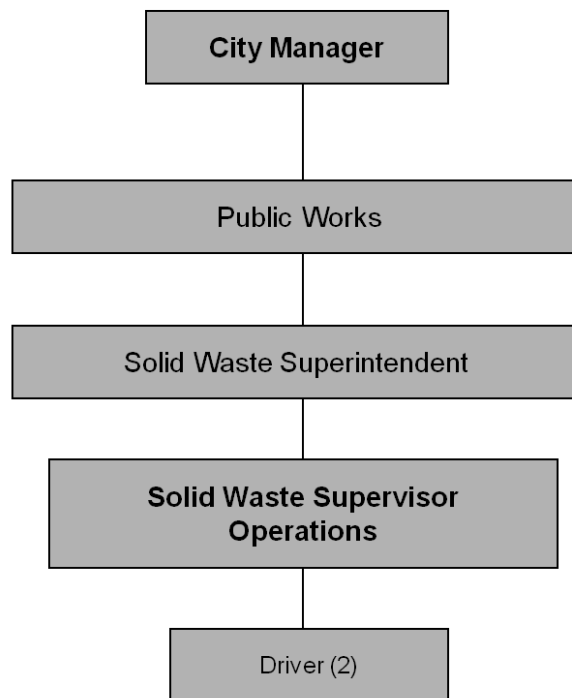 City Manager
Public Works
Solid Waste Superintendent
Solid Waste Supervisor
Operations
Driver (2)